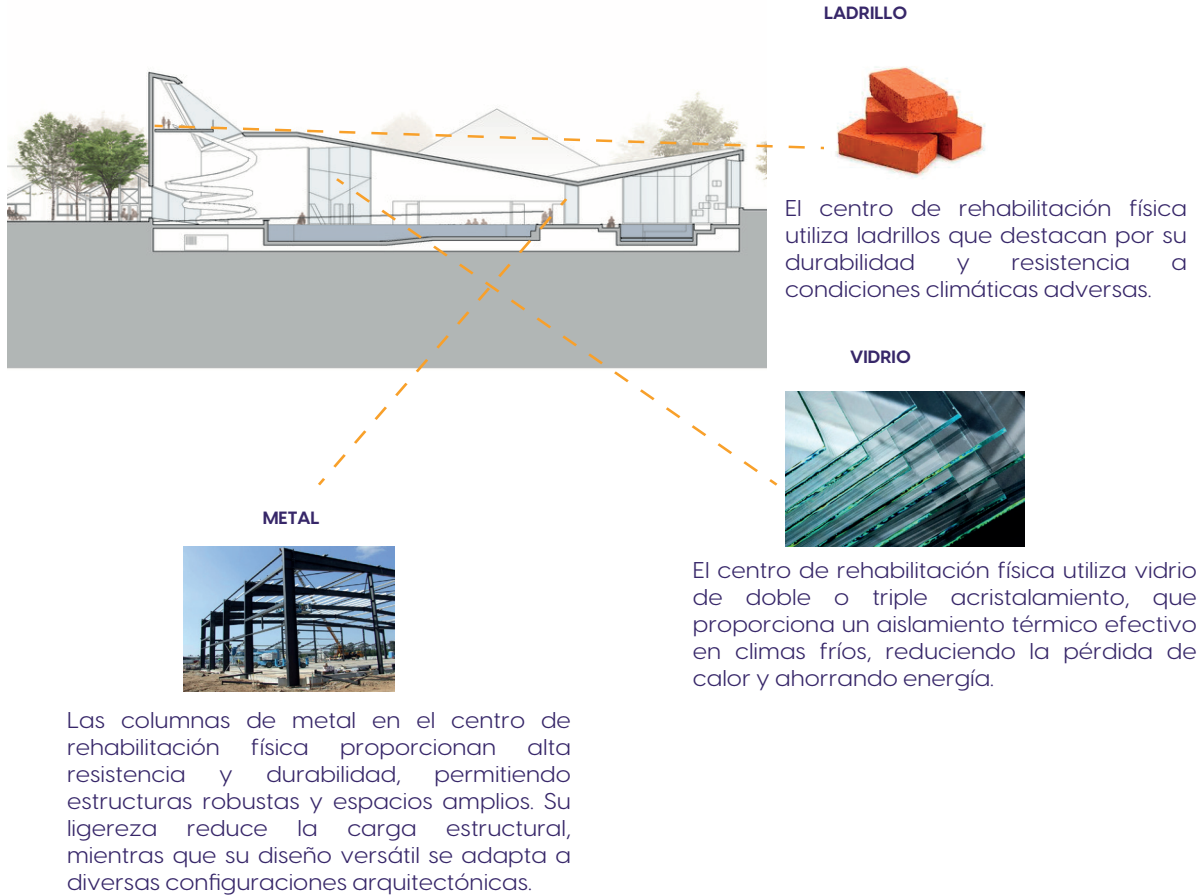 LADRILLO
El centro de rehabilitación física
utiliza ladrillos que destacan por su
durabilidad y resistencia a
condiciones climáticas adversas.
VIDRIO
El centro de rehabilitación física utiliza vidrio
de doble o triple acristalamiento, que
proporciona un aislamiento térmico efectivo
en climas fríos, reduciendo la pérdida de
calor y ahorrando energía.
METAL
Las columnas de metal en el centro de
rehabilitación física proporcionan alta
resistencia y durabilidad, permitiendo
estructuras robustas y espacios amplios. Su
ligereza reduce la carga estructural,
mientras que su diseño versátil se adapta a
diversas configuraciones arquitectónicas.